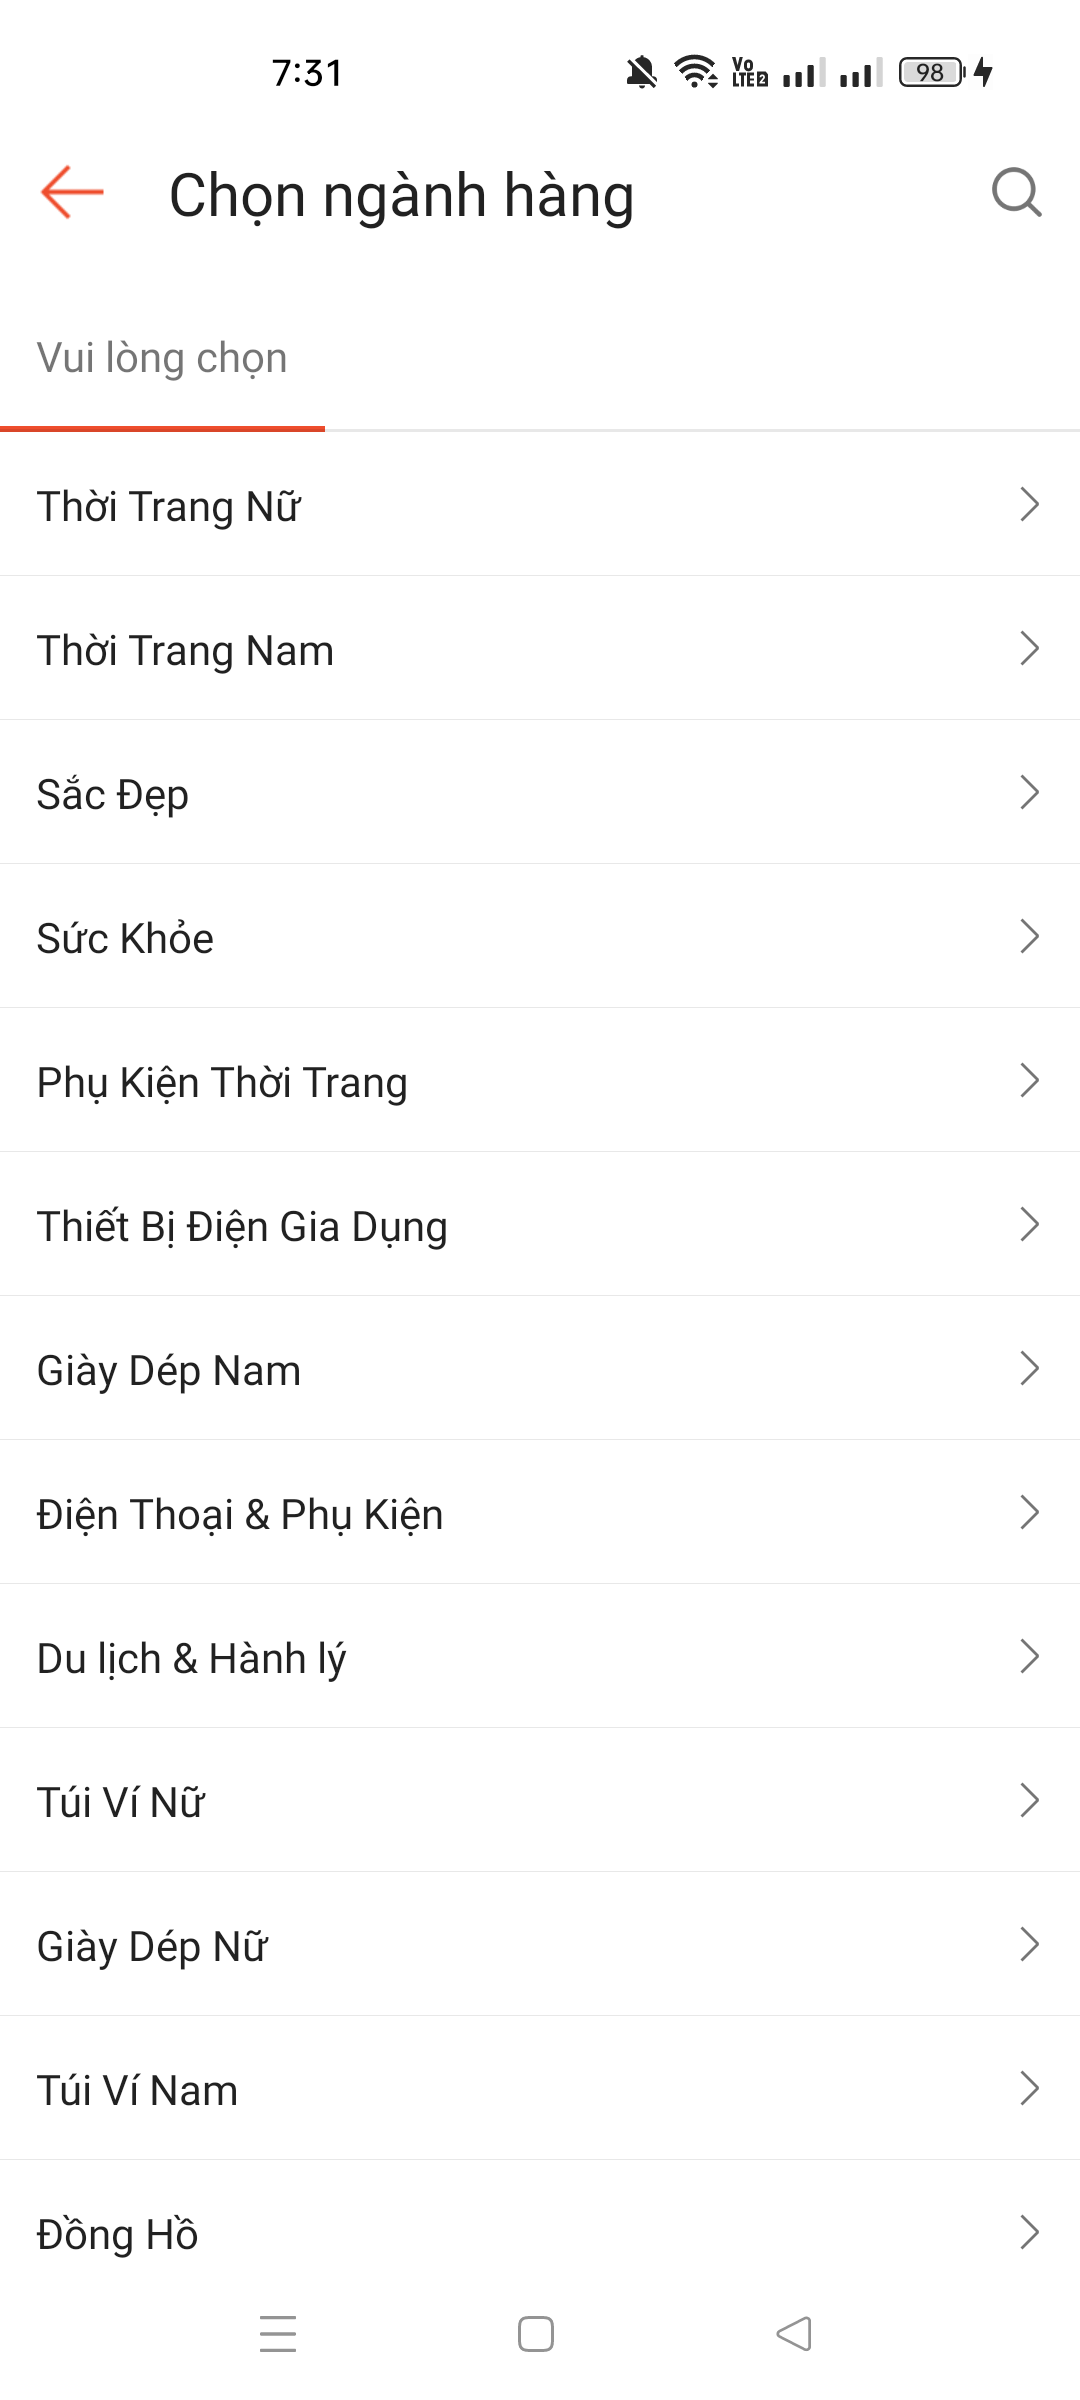 7:31
Vo LTE 2
98
Chọn ngành hàng
Vui lòng chọn
Thời Trang Nữ
Thời Trang Nam
Sắc Đẹp
Sức Khỏe
Phụ Kiện Thời Trang
Thiết Bị Điện Gia Dụng
Giày Dép Nam
Điện Thoại & Phụ Kiện
Du lịch & Hành lý
Túi Ví Nữ
Giày Dép Nữ
Túi Ví Nam
Đồng Hồ